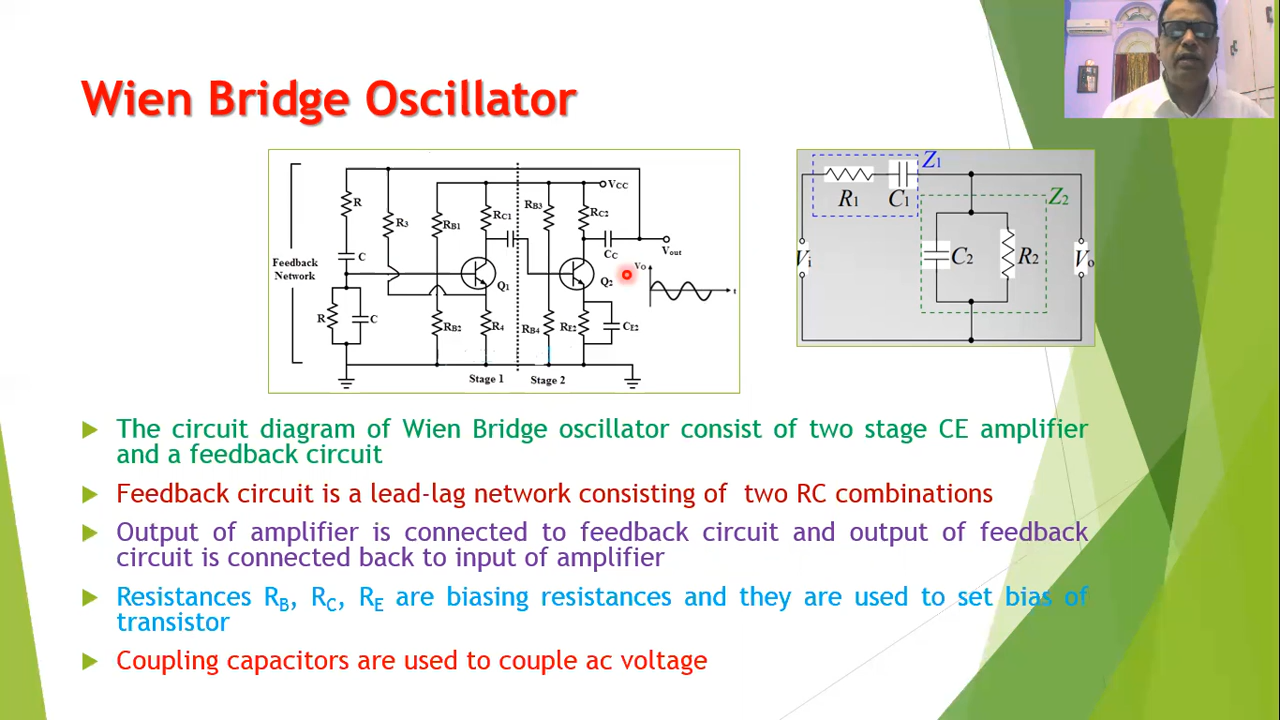 Wien Bridge Oscillator
Feedback
Network
R
C
R
C
R3
RB1
RB2
RC1
Q1
R4
RB3
RB4
RC2
VCC
CC
Vout
Q2
RE2
CE2
VO
t
Stage 1
Stage 2
Z1
R1
C1
Z2
Vi
C2
R2
Vo
The circuit diagram of Wien Bridge oscillator consist of two stage CE amplifier
and a feedback circuit
Feedback circuit is a lead-lag network consisting of two RC combinations
Output of amplifier is connected to feedback circuit and output of feedback
circuit is connected back to input of amplifier
Resistances RB, RC, RE are biasing resistances and they are used to set bias of
transistor
Coupling capacitors are used to couple ac voltage